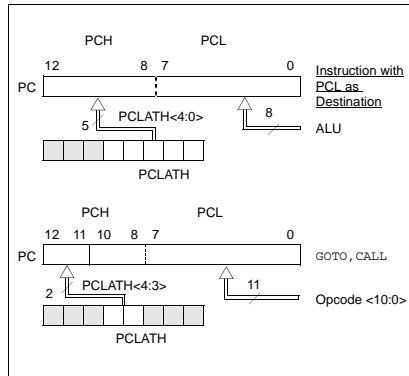 PCH PCL
12 8 7 0
Instruction with
PCL as
Destination
PC
PCLATH<4:0>
5
8
ALU
PCLATH
PCH PCL
12 11 10 8 7 0
PC
GOTO, CALL
PCLATH<4:3>
2
11
Opcode <10:0>
PCLATH